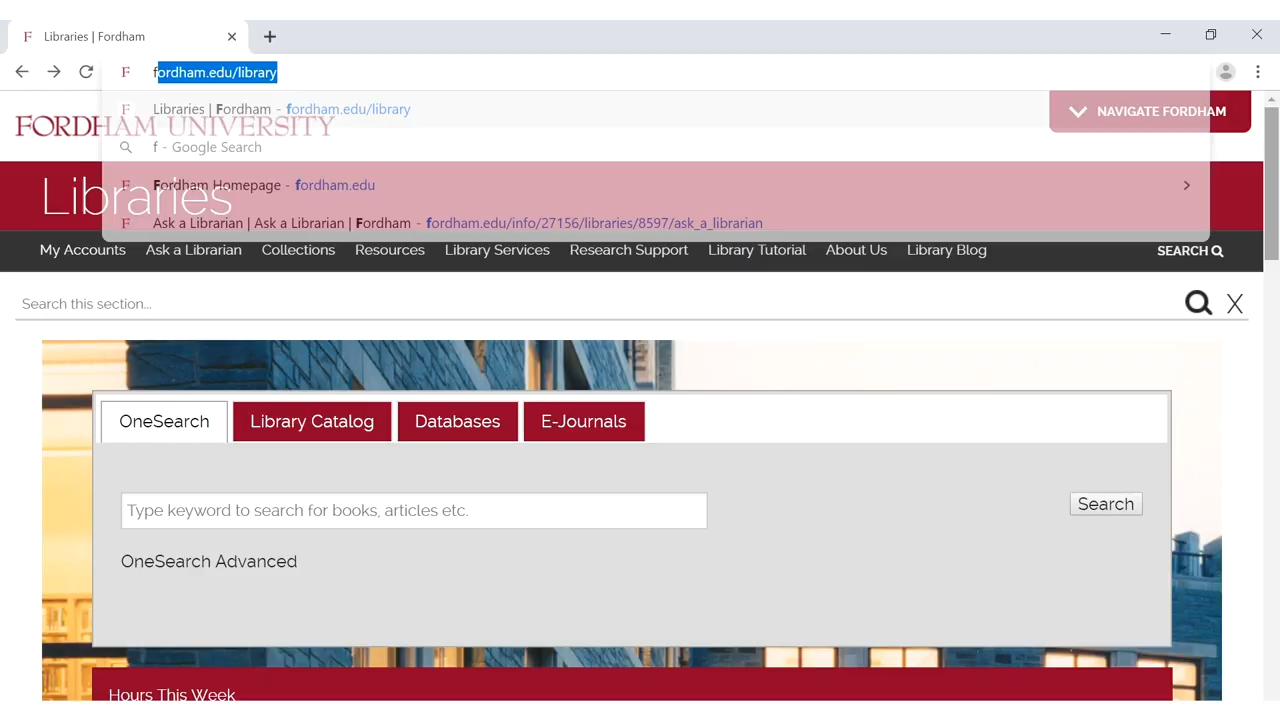 F Libraries | Fordham
F fordham.edu/library
F Libraries | Fordham - fordham.edu/library
FORDHAM UNIVERSITY
NAVIGATE FORDHAM
f - Google Search
F Fordham Homepage - fordham.edu
Libraries
F Ask a Librarian | Ask a Librarian | Fordham - fordham.edu/info/27156/libraries/8597/ask_a_librarian
My Accounts Ask a Librarian Collections Resources Library Services Research Support Library Tutorial About Us Library Blog SEARCH
Search this section... X
OneSearch Library Catalog Databases E-Journals
Type keyword to search for books, articles etc. Search
OneSearch Advanced
Hours This Week